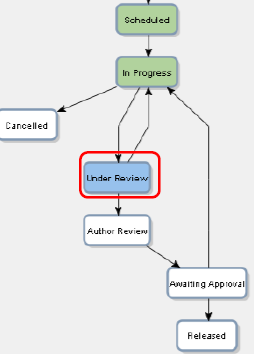 Scheduled
In Progress
Cancelled
Under Review
Author Review
Awaiting Approval
Released